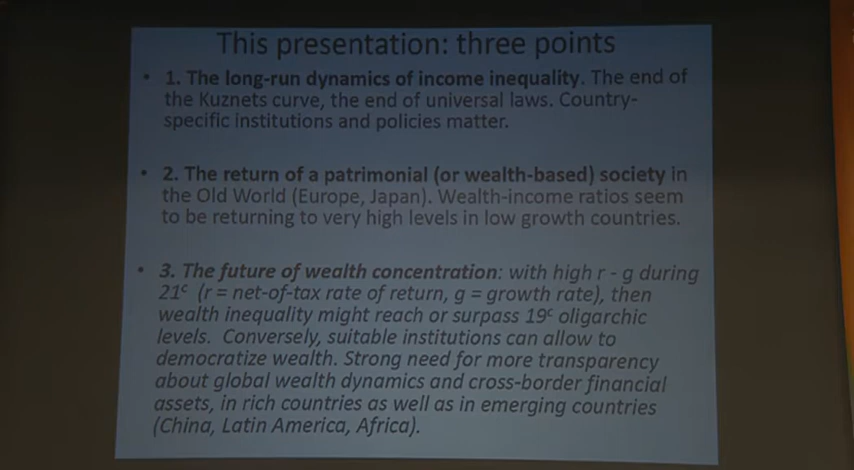 This presentation: three points
• 1. The long-run dynamics of income inequality. The end of
the Kuznets curve, the end of universal laws. Country-
specific institutions and policies matter.
• 2. The return of a patrimonial (or wealth-based) society in
the Old World (Europe, Japan). Wealth-income ratios seem
to be returning to very high levels in low growth countries.
• 3. The future of wealth concentration: with high r - g during
21ᶜ (r = net-of-tax rate of return, g = growth rate), then
wealth inequality might reach or surpass 19ᶜ oligarchic
levels. Conversely, suitable institutions can allow to
democratize wealth. Strong need for more transparency
about global wealth dynamics and cross-border financial
assets, in rich countries as well as in emerging countries
(China, Latin America, Africa).